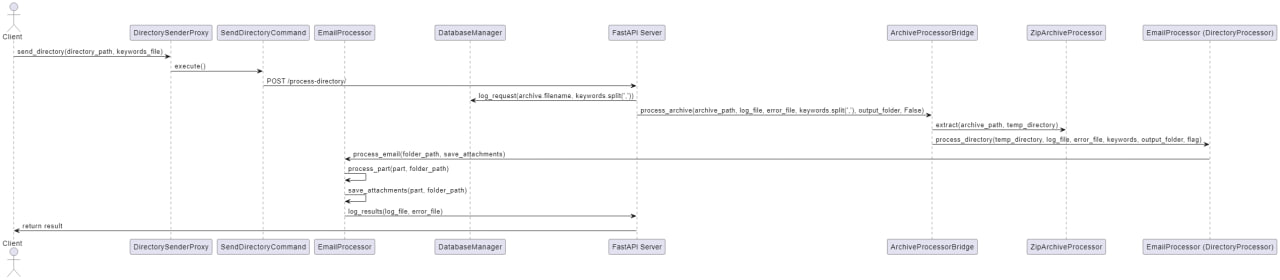 Client
DirectorySenderProxy
SendDirectoryCommand
EmailProcessor
DatabaseManager
FastAPI Server
ArchiveProcessorBridge
ZipArchiveProcessor
EmailProcessor (DirectoryProcessor)
send_directory(directory_path, keywords_file)
execute()
POST /process-directory/
log_request(archive.filename, keywords.split(','))
process_archive(archive_path, log_file, error_file, keywords.split(','), output_folder, False)
extract(archive_path, temp_directory)
process_directory(temp_directory, log_file, error_file, keywords, output_folder, flag)
process_email(folder_path, save_attachments)
process_part(part, folder_path)
save_attachments(part, folder_path)
log_results(log_file, error_file)
return result
Client
DirectorySenderProxy
SendDirectoryCommand
EmailProcessor
DatabaseManager
FastAPI Server
ArchiveProcessorBridge
ZipArchiveProcessor
EmailProcessor (DirectoryProcessor)